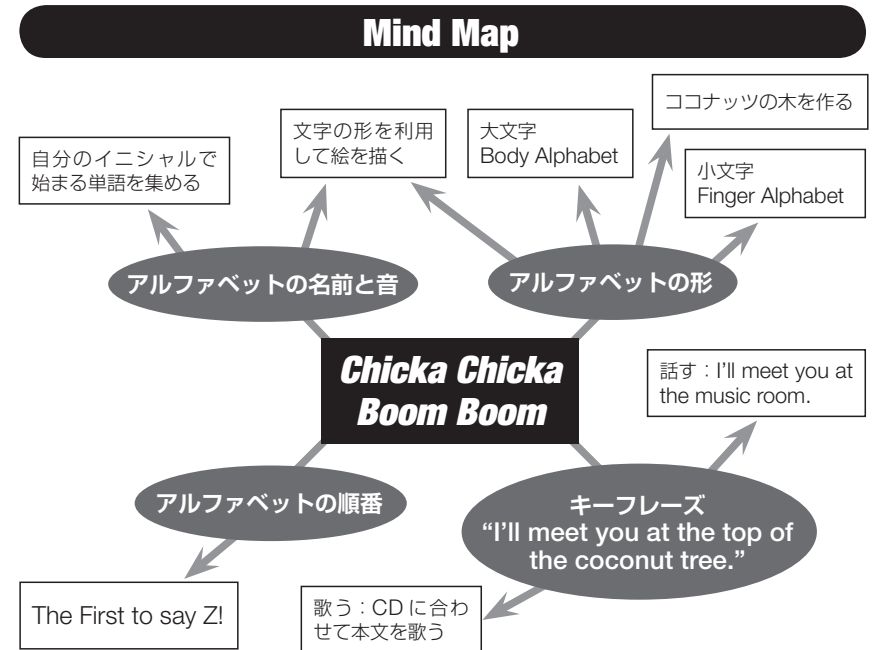 Mind Map
ココナッツの木を作る
自分のイニシャルで
始まる単語を集める
文字の形を利用
して絵を描く
大文字
Body Alphabet
小文字
Finger Alphabet
アルファベットの名前と音
アルファベットの形
Chicka Chicka
Boom Boom
話す：I'll meet you at
the music room.
アルファベットの順番
キーフレーズ
“I'll meet you at the top of
the coconut tree.”
The First to say Z!
歌う：CD に合わ
せて本文を歌う